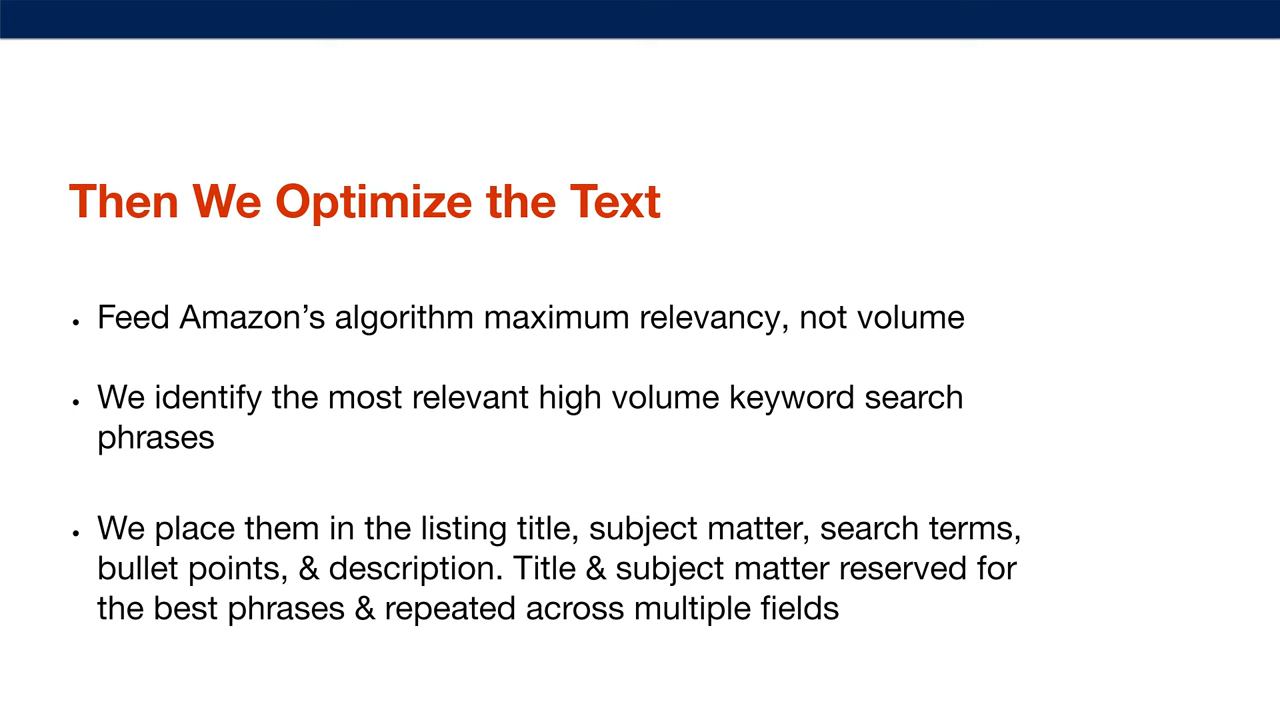 Then We Optimize the Text
• Feed Amazon’s algorithm maximum relevancy, not volume
• We identify the most relevant high volume keyword search
phrases
• We place them in the listing title, subject matter, search terms,
bullet points, & description. Title & subject matter reserved for
the best phrases & repeated across multiple fields